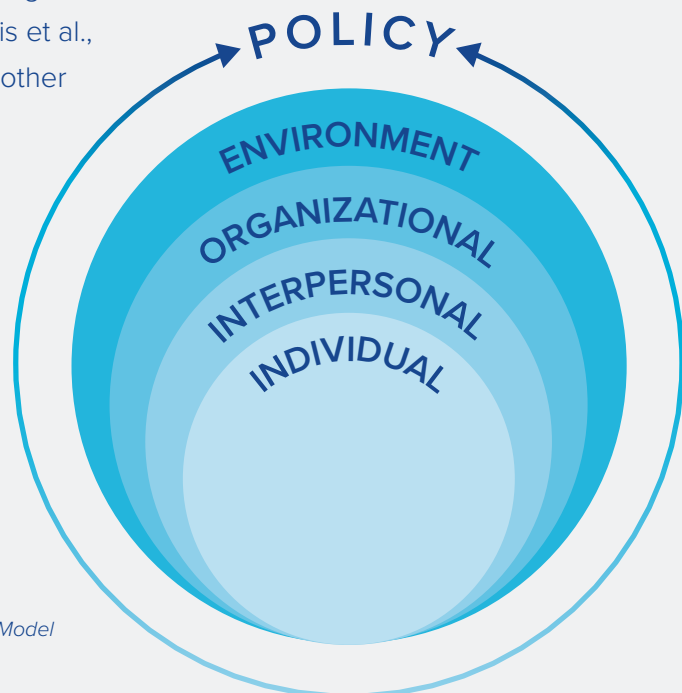 is et al.,
other
POLICY
ENVIRONMENT
ORGANIZATIONAL
INTERPERSONAL
INDIVIDUAL
Model